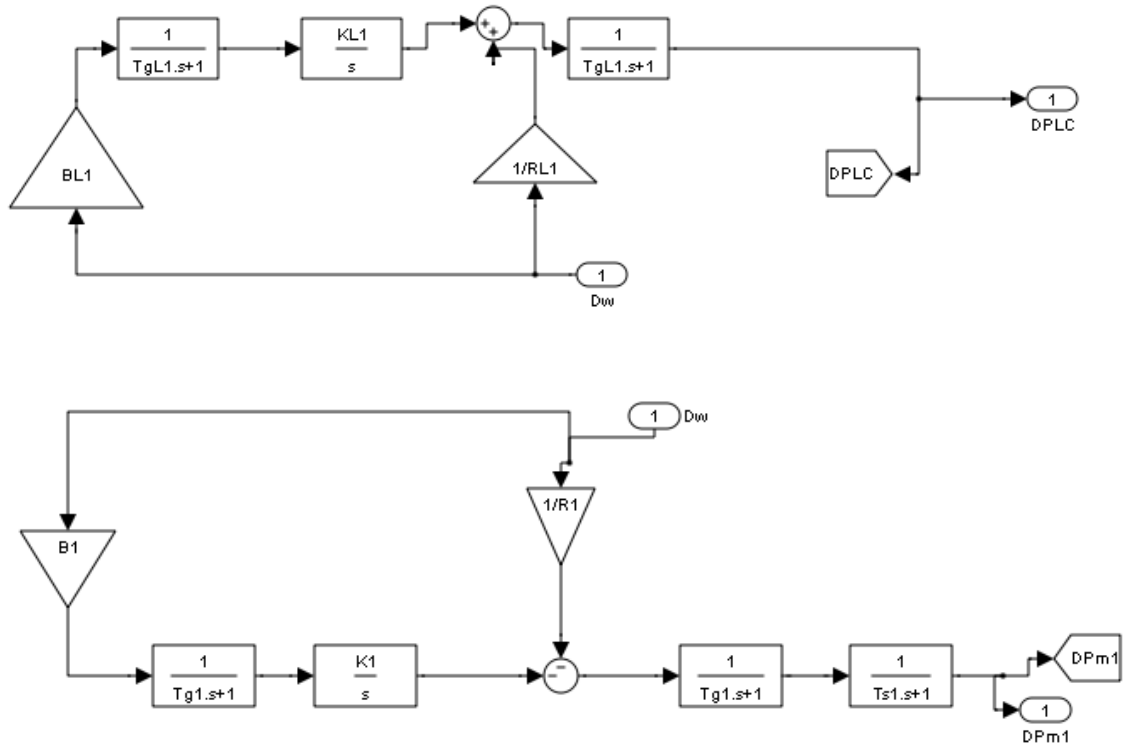 1
TgL1.s+1
KL1
s
1
TgL1.s+1
BL1
1/RL1
1
DPLC
DPLC
1
Dw
1
Dw
1/R1
B1
1
Tg1.s+1
K1
s
1
Tg1.s+1
1
Ts1.s+1
DPm1
1
DPm1